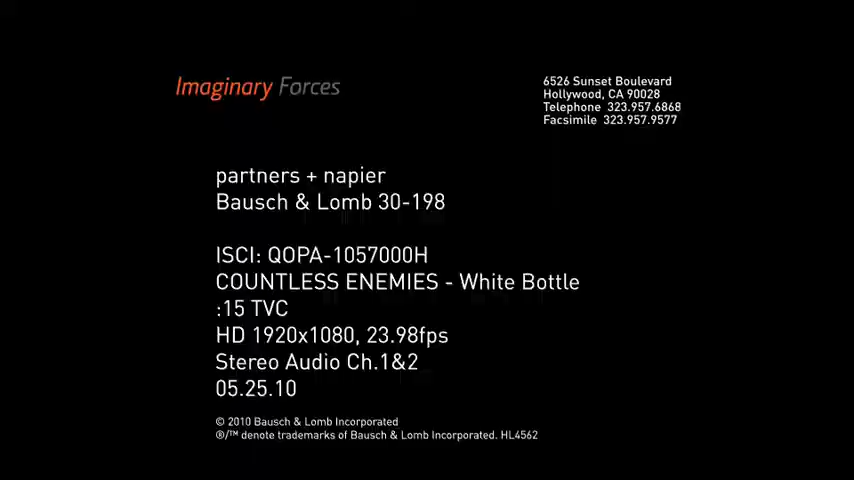 Imaginary Forces
6526 Sunset Boulevard
Hollywood, CA 90028
Telephone 323.957.6868
Facsimile 323.957.9577
partners + napier
Bausch & Lomb 30-198
ISCI: QOPA-1057000H
COUNTLESS ENEMIES - White Bottle
:15 TVC
HD 1920x1080, 23.98fps
Stereo Audio Ch.1&2
05.25.10
© 2010 Bausch & Lomb Incorporated
®/™ denote trademarks of Bausch & Lomb Incorporated. HL4562